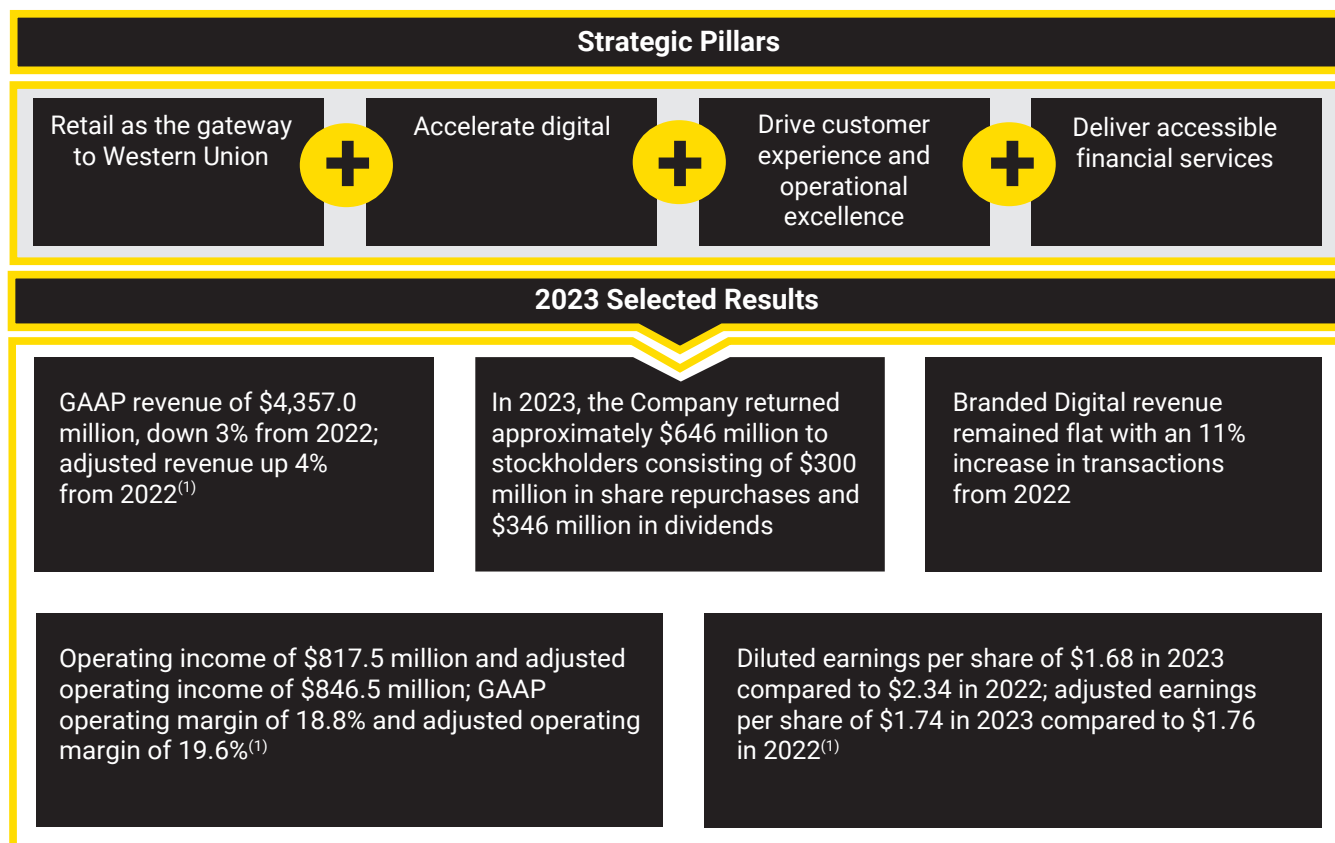 Strategic Pillars
Retail as the gateway
to Western Union
Accelerate digital
Drive customer
experience and
operational
excellence
Deliver accessible
financial services
2023 Selected Results
GAAP revenue of $4,357.0
million, down 3% from 2022;
adjusted revenue up 4%
from 2022(1)
In 2023, the Company returned
approximately $646 million to
stockholders consisting of $300
million in share repurchases and
$346 million in dividends
Branded Digital revenue
remained flat with an 11%
increase in transactions
from 2022
Operating income of $817.5 million and adjusted
operating income of $846.5 million; GAAP
operating margin of 18.8% and adjusted operating
margin of 19.6%(1)
Diluted earnings per share of $1.68 in 2023
compared to $2.34 in 2022; adjusted earnings
per share of $1.74 in 2023 compared to $1.76
in 2022(1)